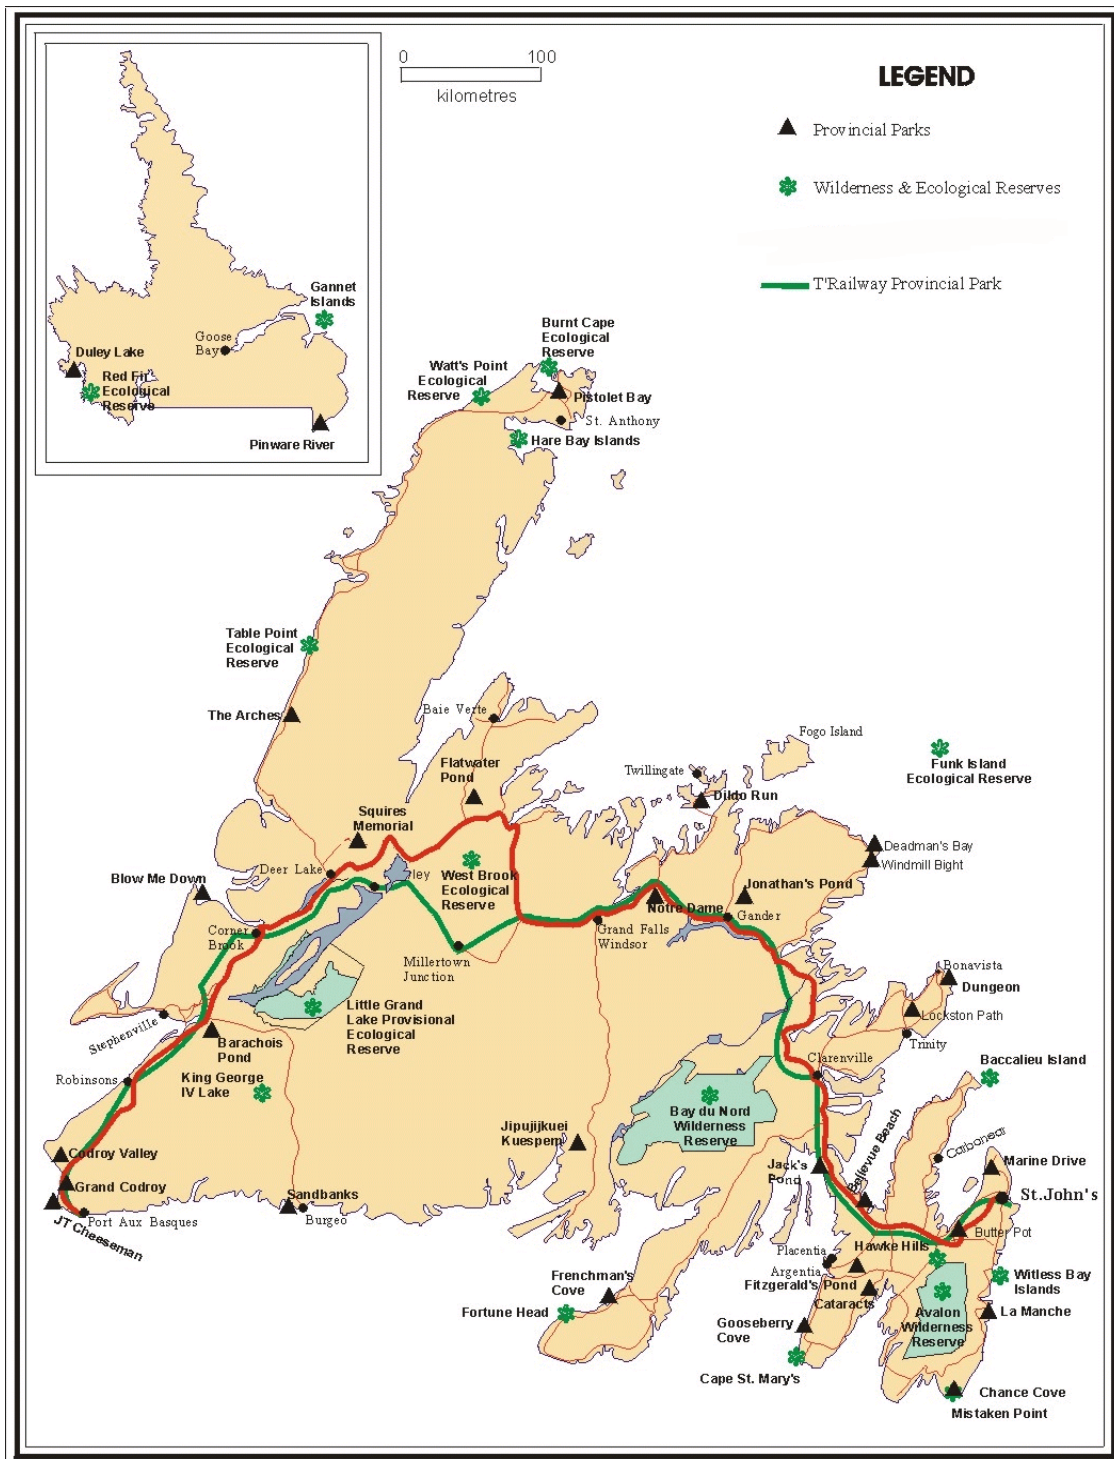 0 100
kilometres
LEGEND
Provincial Parks
Wilderness & Ecological Reserves
T'Railway Provincial Park
Gannet
Islands
Goose
Bay
Duley Lake
Red Fir
Ecological
Reserve
Pinware River
Burnt Cape
Ecological
Reserve
Watt's Point
Ecological
Reserve
Pistolet Bay
St. Anthony
Hare Bay Islands
Table Point
Ecological
Reserve
The Arches
Baie Verte
Flatwater
Pond
Fogo Island
Twillingate
Dildo Run
Funk Island
Ecological Reserve
Squires
Memorial
Deadman's Bay
Windmill Bight
Deer Lake
ley
West Brook
Ecological
Reserve
Blow Me Down
Jonathan's Pond
Notre Dame
Gander
Corner
Brook
Grand Falls
Windsor
Millertown
Junction
Bonavista
Dungeon
Lockston Path
Trinity
Little Grand
Lake Provisional
Ecological
Reserve
Stephenville
Barachois
Pond
Robinsons
King George
IV Lake
Clarenville
Baccalieu Island
Bay du Nord
Wilderness
Reserve
Jipujijkuei
Kuespem
Codroy Valley
Grand Codroy
JT Cheeseman
Port Aux Basques
Sandbanks
Burgeo
Jack's
Pond
Bellevue Beach
Carbonear
Marine Drive
St.John's
Butter Pot
Placentia
Argentia
Hawke Hills
Fitzgerald's Pond
Cataracts
Witless Bay
Islands
La Manche
Avalon
Wilderness
Reserve
Frenchman's
Cove
Fortune Head
Gooseberry
Cove
Cape St. Mary's
Chance Cove
Mistaken Point